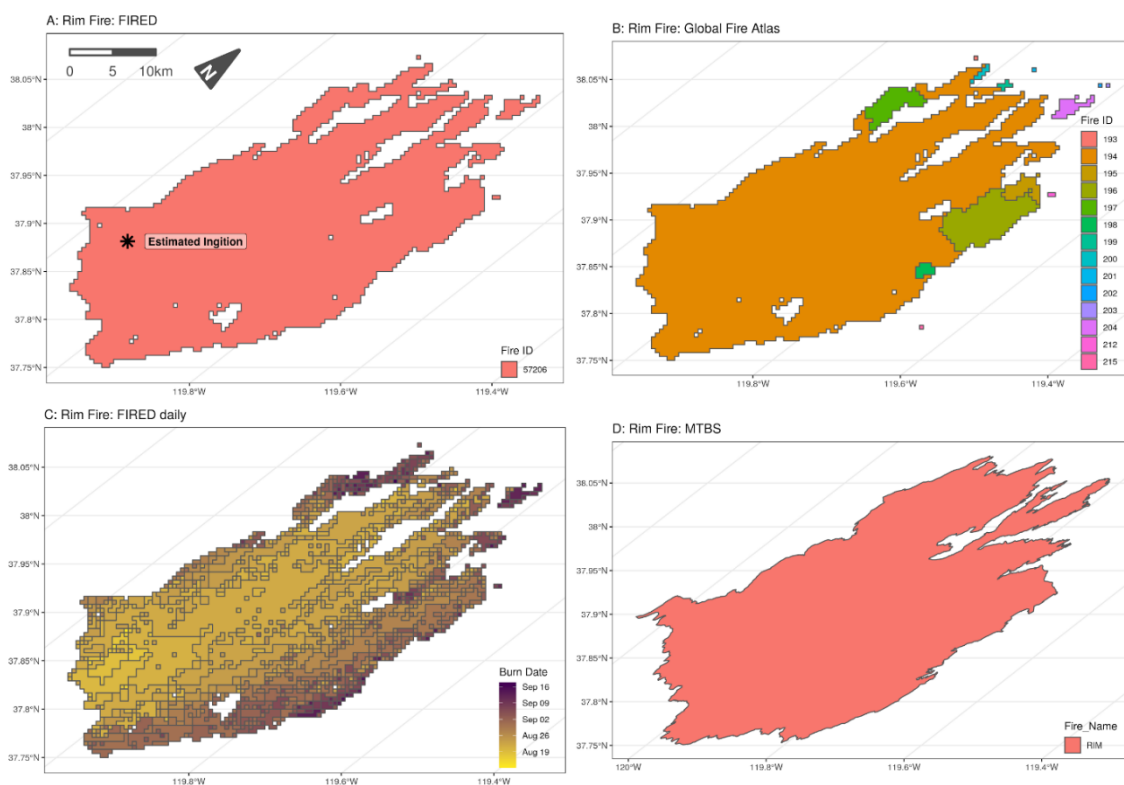 A: Rim Fire: FIRED
0 5 10km
N
38.05°N
38°N
37.95°N
37.9°N
37.85°N
37.8°N
37.75°N
Estimated Ingition
Fire ID
57206
119.8°W 119.6°W 119.4°W
B: Rim Fire: Global Fire Atlas
38.05°N
38°N
37.95°N
37.9°N
37.85°N
37.8°N
37.75°N
Fire ID
193
194
195
196
197
198
199
200
201
202
203
204
212
215
119.8°W 119.6°W 119.4°W
C: Rim Fire: FIRED daily
38.05°N
38°N
37.95°N
37.9°N
37.85°N
37.8°N
37.75°N
Burn Date
Sep 16
Sep 09
Sep 02
Aug 26
Aug 19
119.8°W 119.6°W 119.4°W
D: Rim Fire: MTBS
38.05°N
38°N
37.95°N
37.9°N
37.85°N
37.8°N
37.75°N
Fire_Name
RIM
120°W 119.8°W 119.6°W 119.4°W